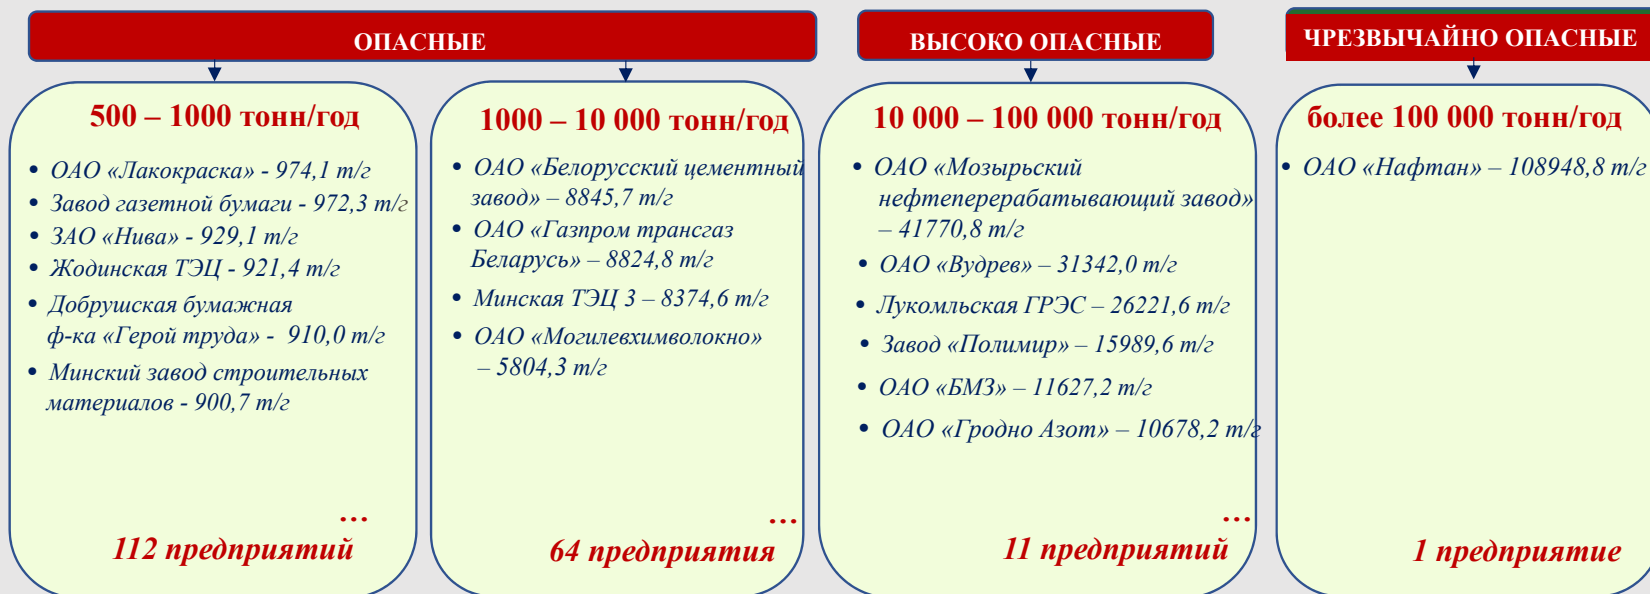 ОПАСНЫЕ
500 – 1000 тонн/год
• ОАО «Лакокраска» - 974,1 т/г
• Завод газетной бумаги - 972,3 т/г
• ЗАО «Нива» - 929,1 т/г
• Жодинская ТЭЦ - 921,4 т/г
• Добрушская бумажная
ф-ка «Герой труда» - 910,0 т/г
• Минский завод строительных
материалов - 900,7 т/г
...
112 предприятий
1000 – 10 000 тонн/год
• ОАО «Белорусский цементный
завод» – 8845,7 т/г
• ОАО «Газпром трансгаз
Беларусь» – 8824,8 т/г
• Минская ТЭЦ 3 – 8374,6 т/г
• ОАО «Могилевхимволокно»
– 5804,3 т/г
...
64 предприятия
ВЫСОКО ОПАСНЫЕ
10 000 – 100 000 тонн/год
• ОАО «Мозырьский
нефтеперерабатывающий завод»
– 41770,8 т/г
• ОАО «Вудрев» – 31342,0 т/г
• Лукомльская ГРЭС – 26221,6 т/г
• Завод «Полимир» – 15989,6 т/г
• ОАО «БМЗ» – 11627,2 т/г
• ОАО «Гродно Азот» – 10678,2 т/г
...
11 предприятий
ЧРЕЗВЫЧАЙНО ОПАСНЫЕ
более 100 000 тонн/год
• ОАО «Нафтан» – 108948,8 т/г
1 предприятие